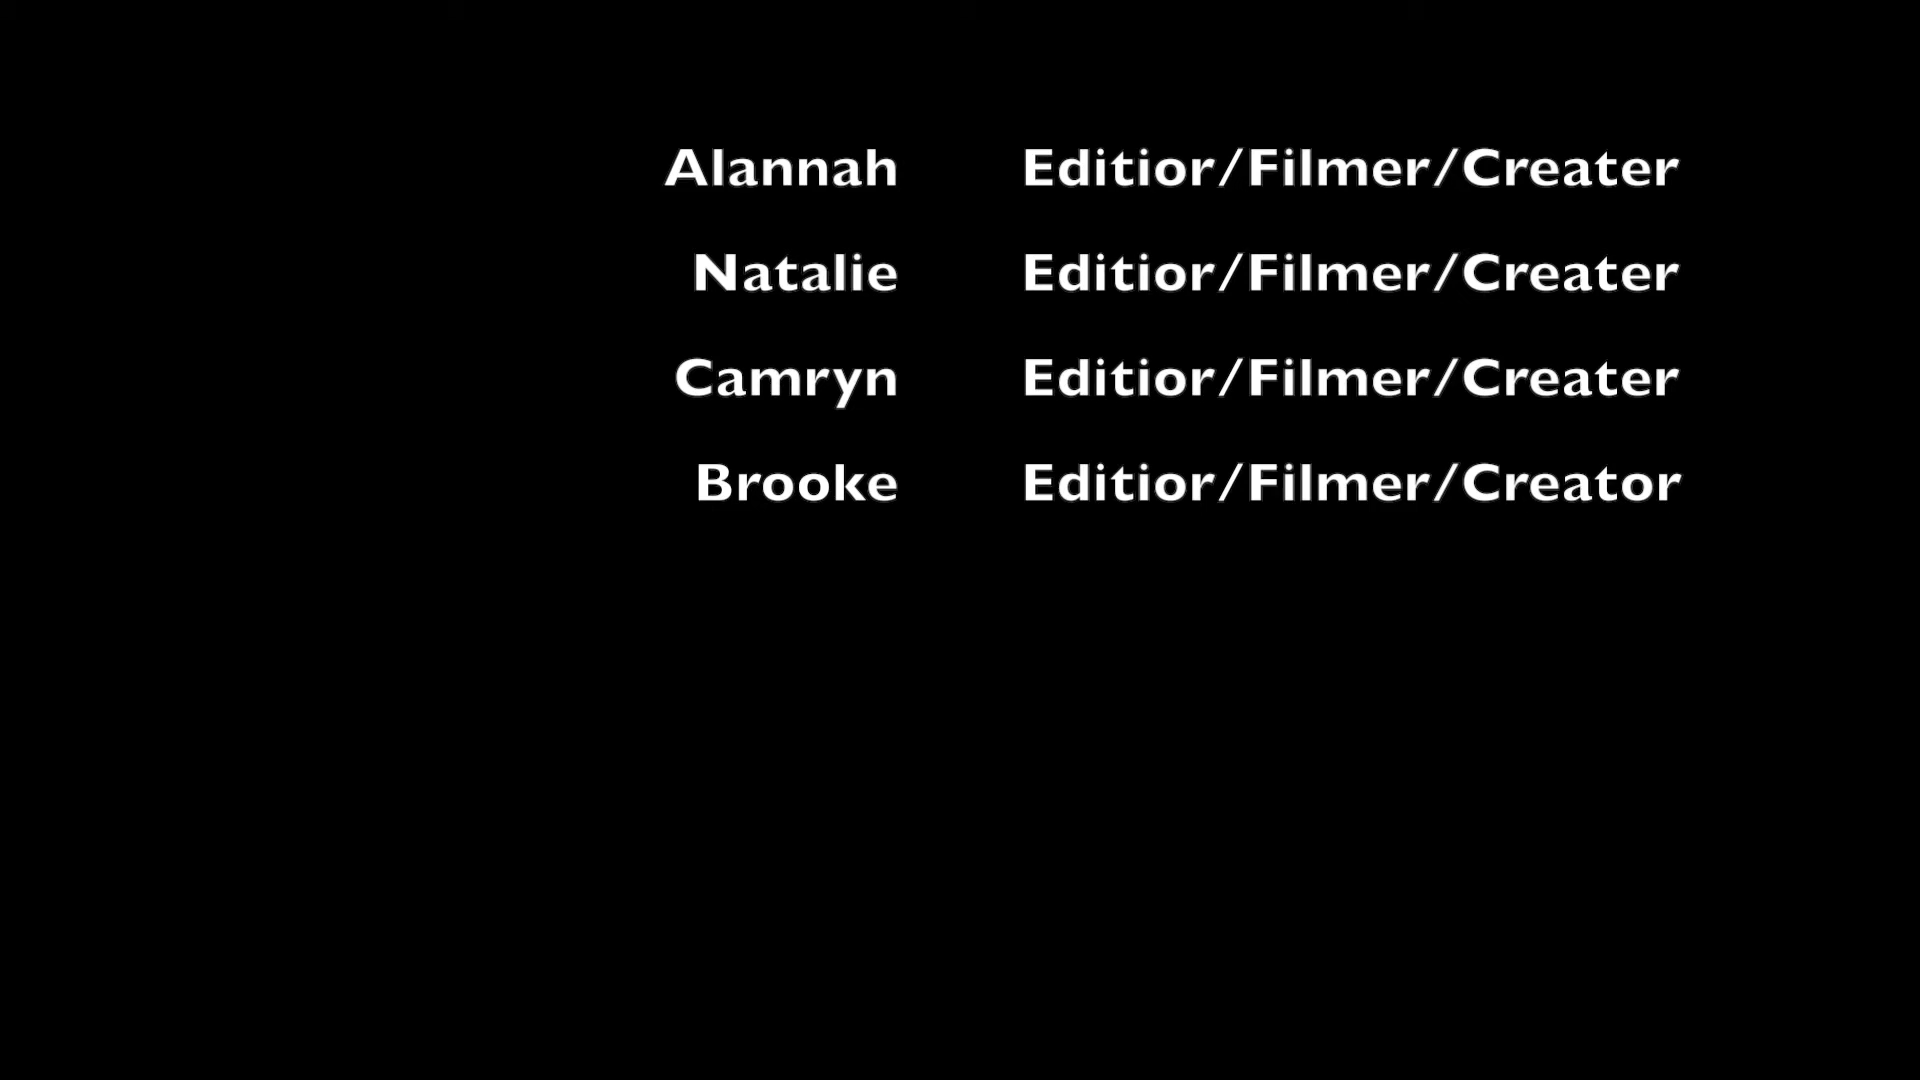 Alannah Editior/Filmer/Creater
Natalie Editior/Filmer/Creater
Camryn Editior/Filmer/Creater
Brooke Editior/Filmer/Creator